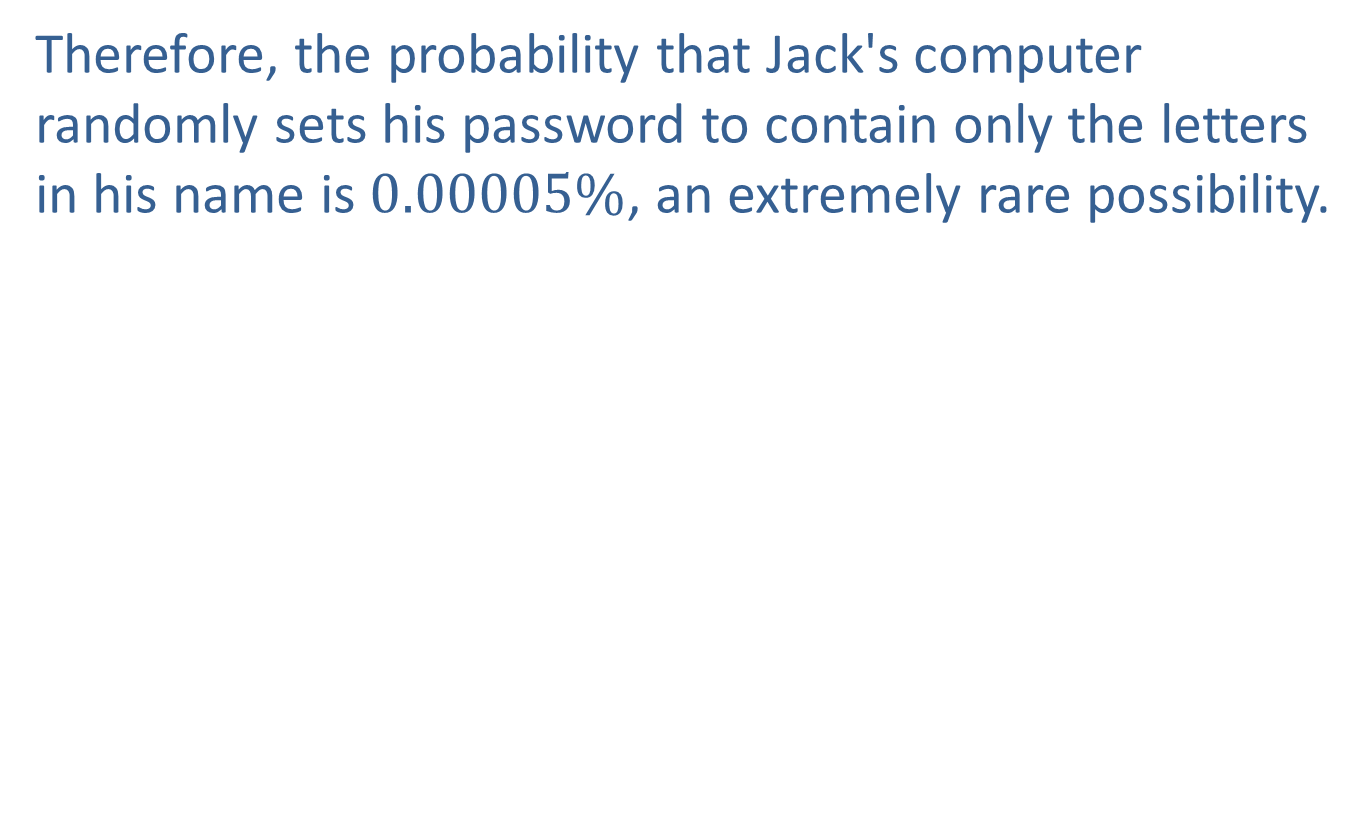 Therefore, the probability that Jack's computer
randomly sets his password to contain only the letters
in his name is 0.00005%, an extremely rare possibility.